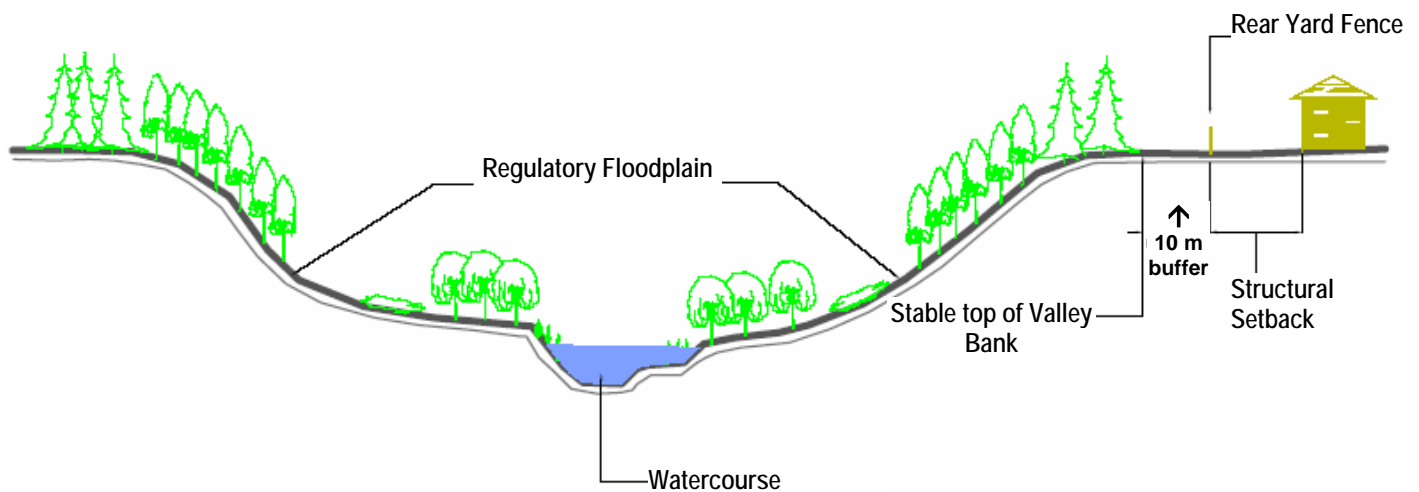 Rear Yard Fence
Regulatory Floodplain
10 m
buffer
Stable top of Valley
Bank
Structural
Setback
Watercourse